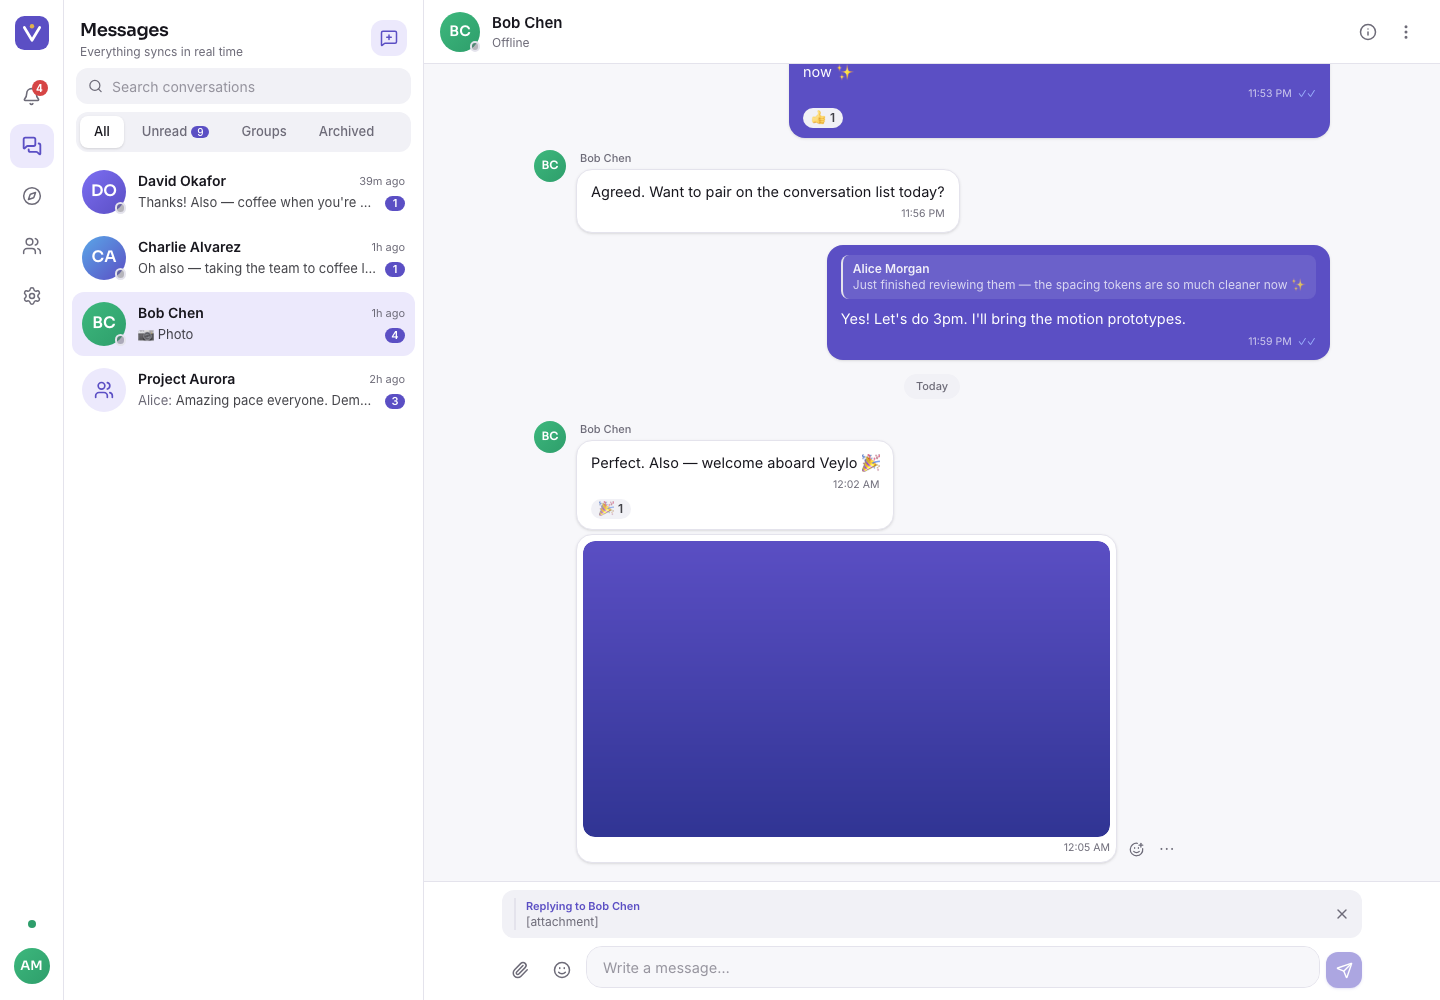 Messages
Everything syncs in real time
4
Search conversations
All
Unread 9
Groups
Archived
DO
David Okafor
39m ago
Thanks! Also — coffee when you're ...
1
CA
Charlie Alvarez
1h ago
Oh also — taking the team to coffee l...
1
BC
Bob Chen
1h ago
📷 Photo
4
Project Aurora
2h ago
Alice: Amazing pace everyone. Dem...
3
AM
BC
Bob Chen
Offline
now ✨
11:53 PM ✓✓
👍 1
BC
Bob Chen
Agreed. Want to pair on the conversation list today?
11:56 PM
Alice Morgan
Just finished reviewing them — the spacing tokens are so much cleaner now ✨
Yes! Let's do 3pm. I'll bring the motion prototypes.
11:59 PM ✓✓
Today
BC
Bob Chen
Perfect. Also — welcome aboard Veylo 🎉
12:02 AM
🎉 1
12:05 AM
Replying to Bob Chen
[attachment]
Write a message...